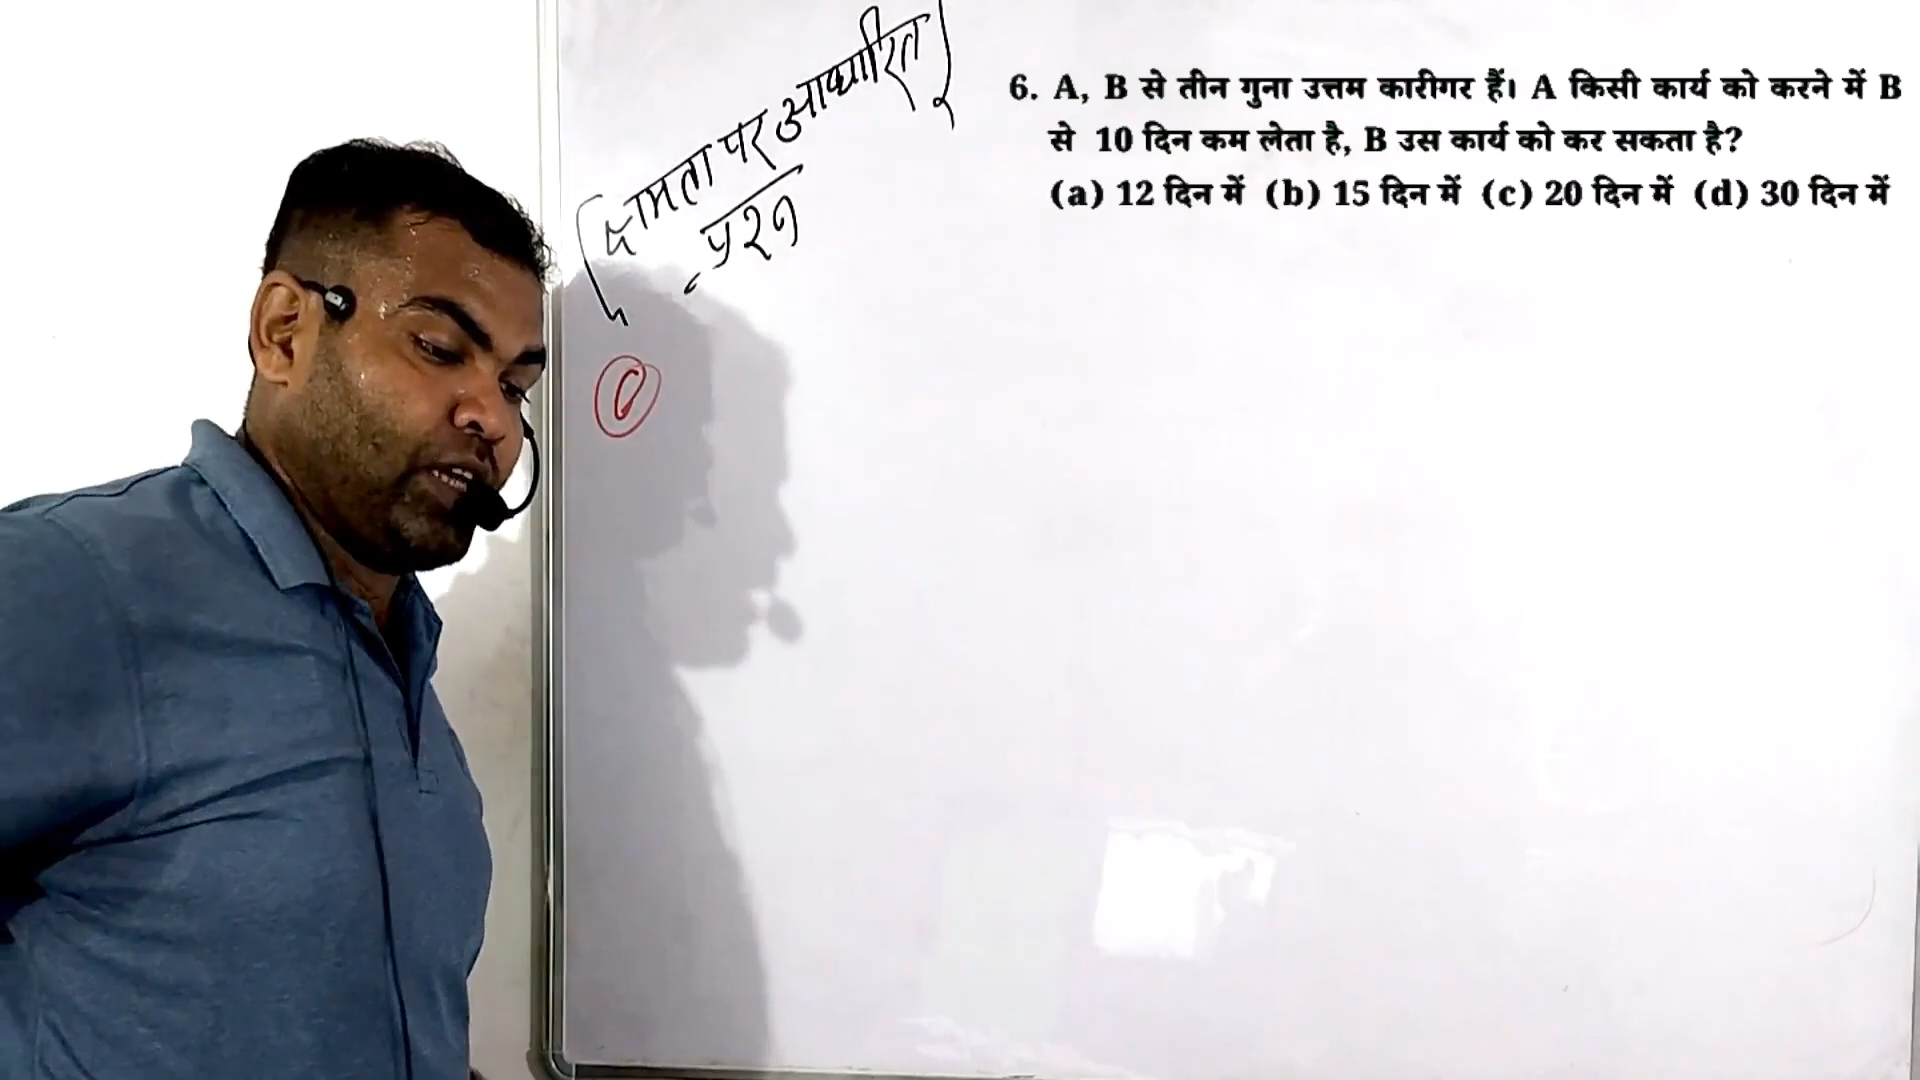 (क्षमता पर आधारित)
प्रश्न
6. A, B से तीन गुना उत्तम कारीगर हैं। A किसी कार्य को करने में B
से 10 दिन कम लेता है, B उस कार्य को कर सकता है?
(a) 12 दिन में (b) 15 दिन में (c) 20 दिन में (d) 30 दिन में